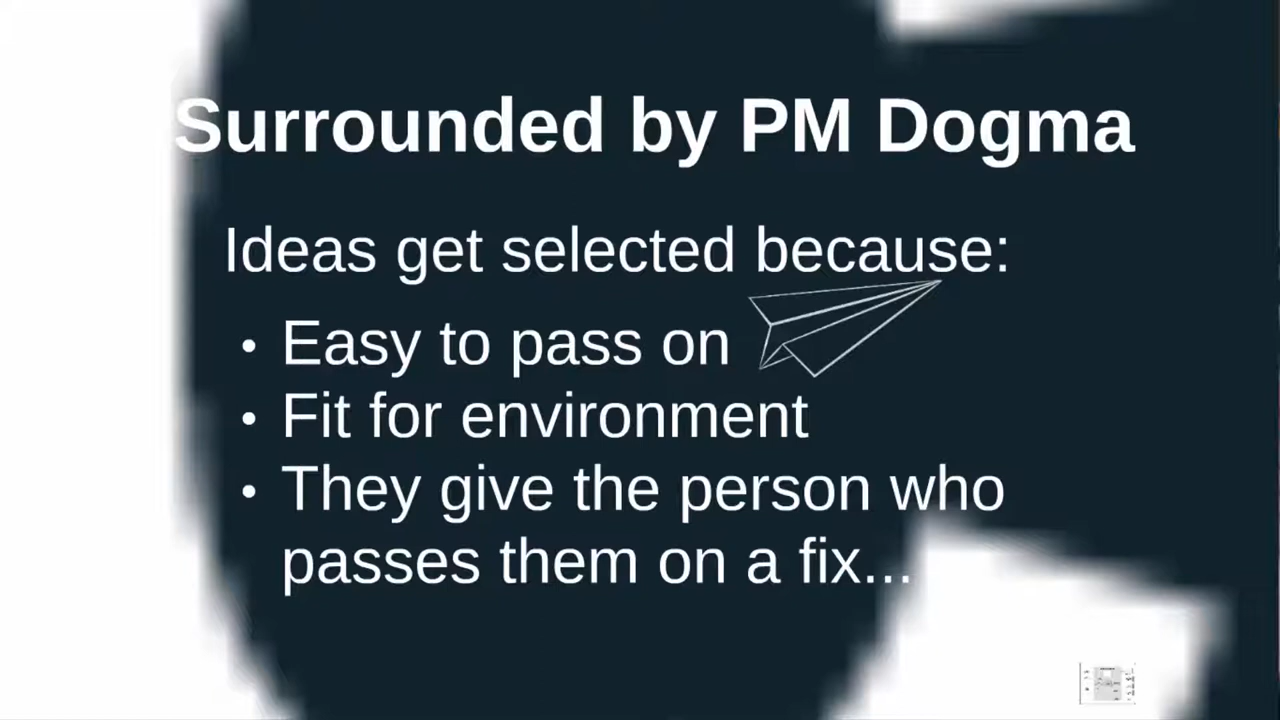 Surrounded by PM Dogma
Ideas get selected because:
• Easy to pass on
• Fit for environment
• They give the person who
passes them on a fix...